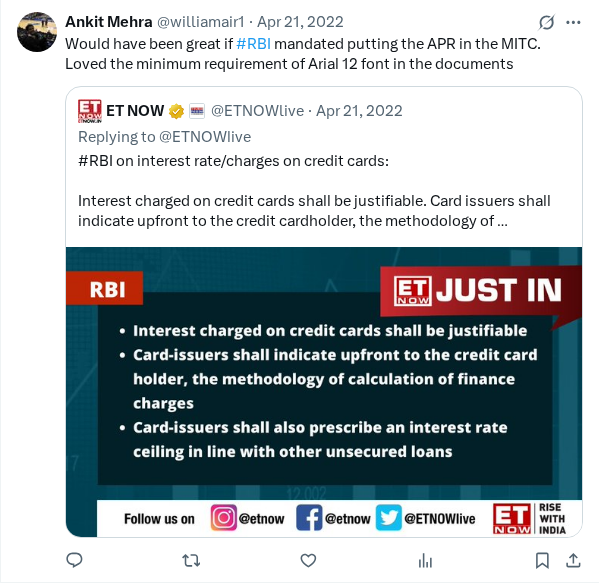 Ankit Mehra @williamair1 · Apr 21, 2022
Would have been great if #RBI mandated putting the APR in the MITC.
Loved the minimum requirement of Arial 12 font in the documents
ET NOW @ETNOWlive · Apr 21, 2022
Replying to @ETNOWlive
#RBI on interest rate/charges on credit cards:
Interest charged on credit cards shall be justifiable. Card issuers shall
indicate upfront to the credit cardholder, the methodology of ...
RBI
ET NOW JUST IN
• Interest charged on credit cards shall be justifiable
• Card-issuers shall indicate upfront to the credit card
holder, the methodology of calculation of finance
charges
• Card-issuers shall also prescribe an interest rate
ceiling in line with other unsecured loans
12,002
Follow us on @etnow @etnow @ETNOWlive ET NOW RISE WITH INDIA